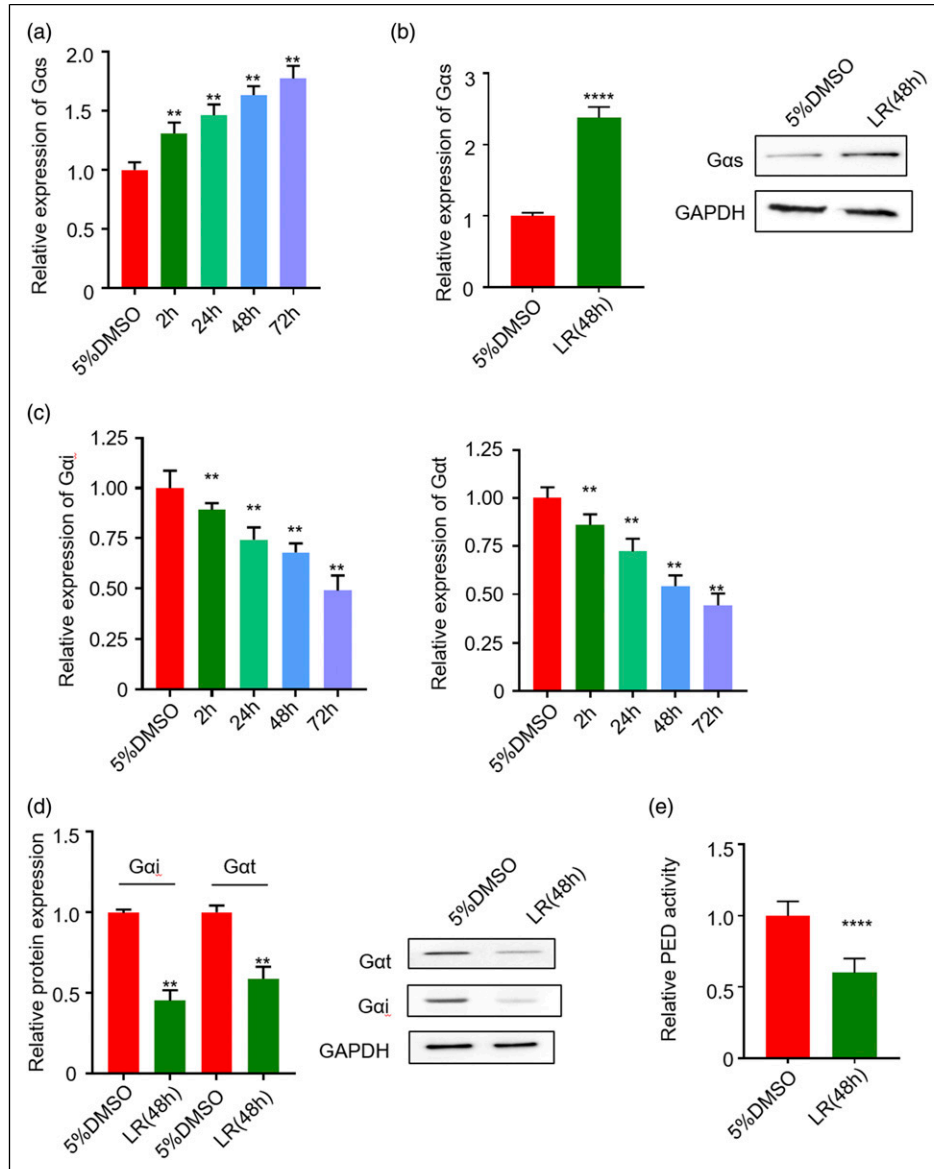 (a)
Relative expression of Gαs
2.0
**
**
**
**
1.5
1.0
0.5
0
5%DMSO
2h
24h
48h
72h
(b)
Relative expression of Gαs
3
****
2
1
0
5%DMSO
LR(48h)
5%DMSO
LR(48h)
Gαs
GAPDH
(c)
Relative expression of Gαi
1.25
1.00
**
**
**
**
0.75
0.50
0.25
0
5%DMSO
2h
24h
48h
72h
Relative expression of Gαt
1.25
1.00
**
**
**
**
0.75
0.50
0.25
0
5%DMSO
2h
24h
48h
72h
(d)
Relative protein expression
1.5
Gαi
Gαt
1.0
**
**
0.5
0
5%DMSO
LR(48h)
5%DMSO
LR(48h)
5%DMSO
LR(48h)
Gαt
Gαi
GAPDH
(e)
Relative PED activity
1.5
1.0
****
0.5
0
5%DMSO
LR(48h)